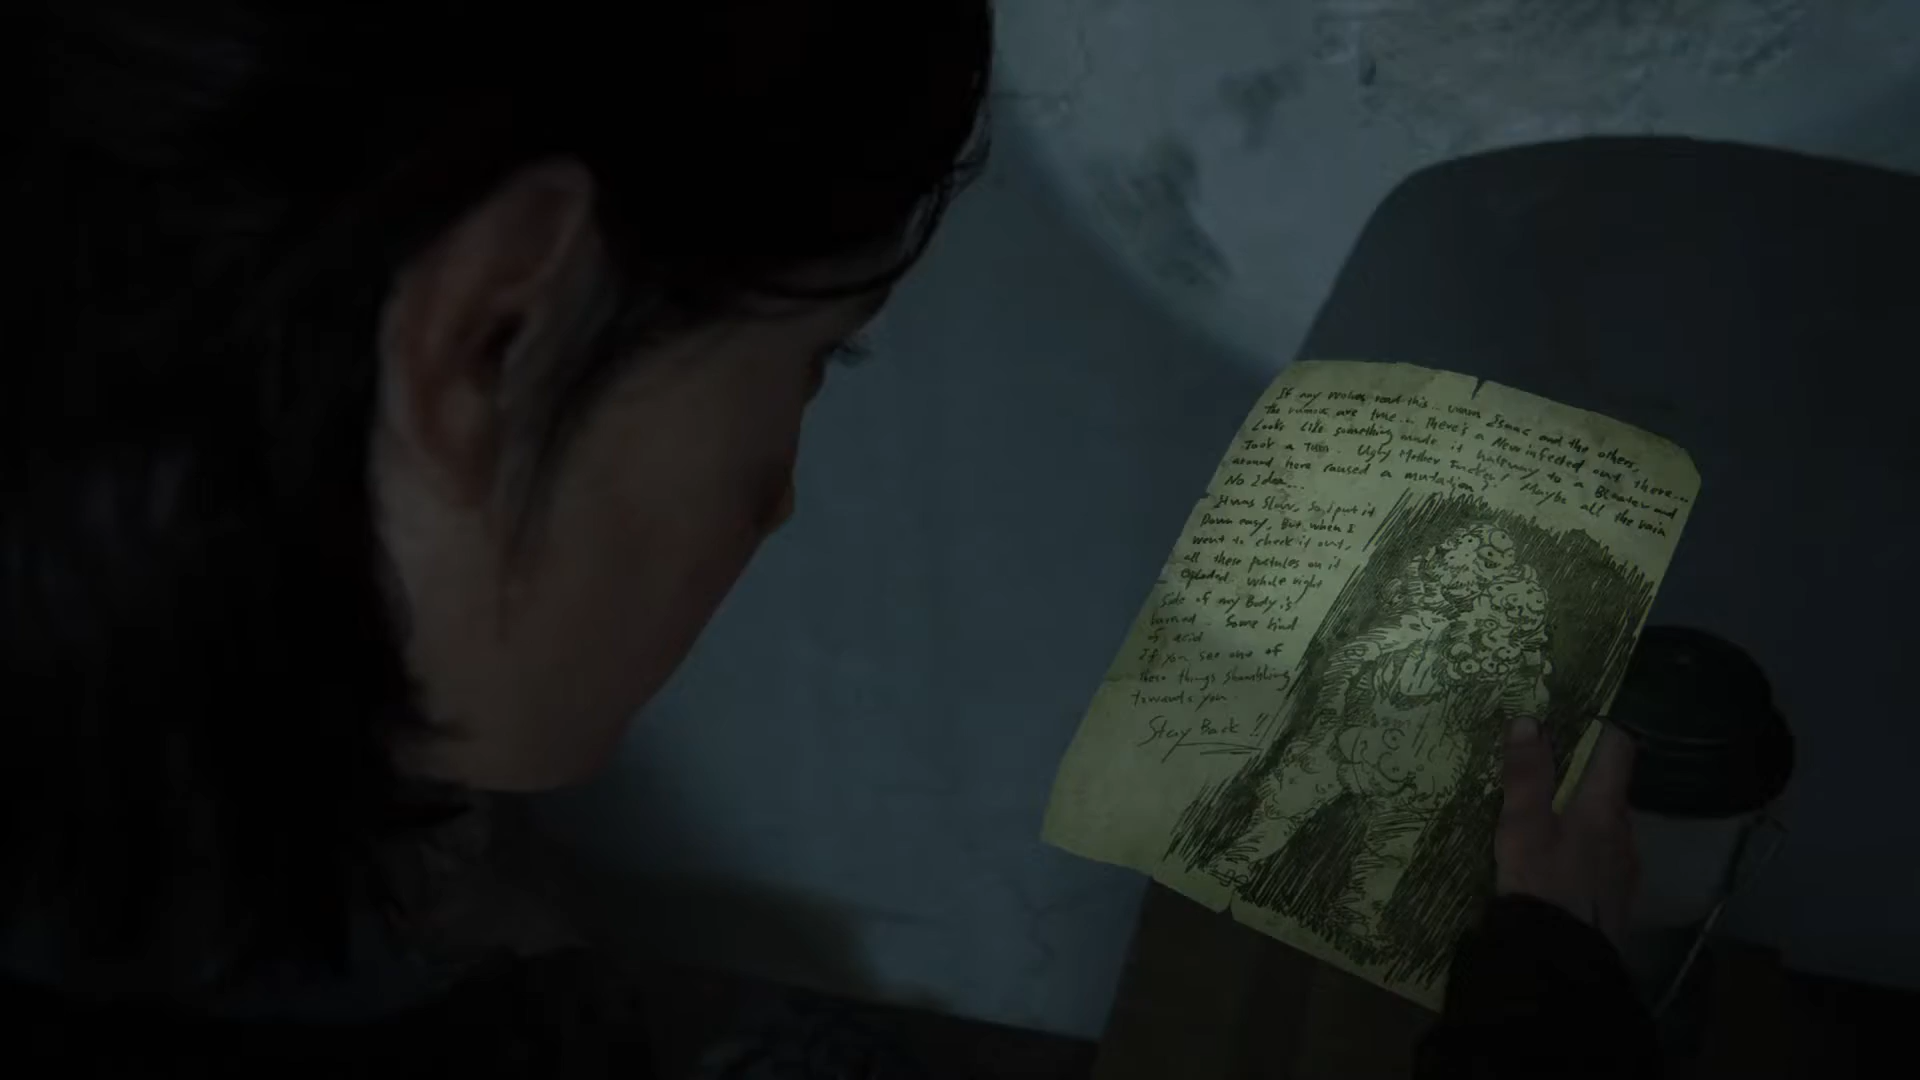 If any wolves read this... warn Isaac and the others,
The rumors are true... There's a New infected out there...
Looks Like something made it halfway to a Bloater and
Took a Turn. Ugly Mother Fucker! Maybe all the rain
around here caused a mutation?
No Idea...
It was slow, so I put it
Down easy, But when I
went to check it out,
all these pustules on it
exploded. whole right
Side of my Body is
burned... Some kind
of acid
If you see one of
these things shambling
towards you.
Stay Back !!